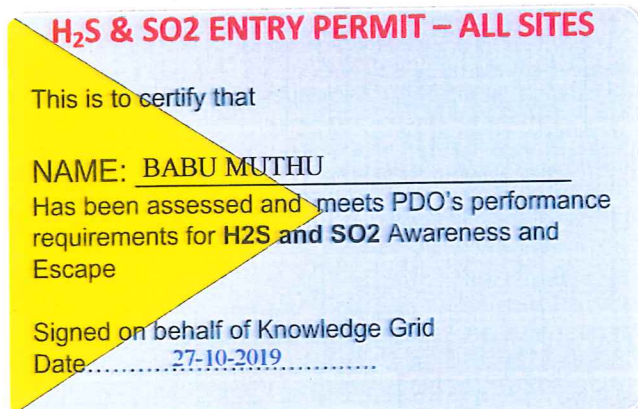 H₂S & SO2 ENTRY PERMIT – ALL SITES
This is to certify that
NAME: BABU MUTHU
Has been assessed and meets PDO's performance
requirements for H2S and SO2 Awareness and
Escape
Signed on behalf of Knowledge Grid
Date.....27-10-2019.....